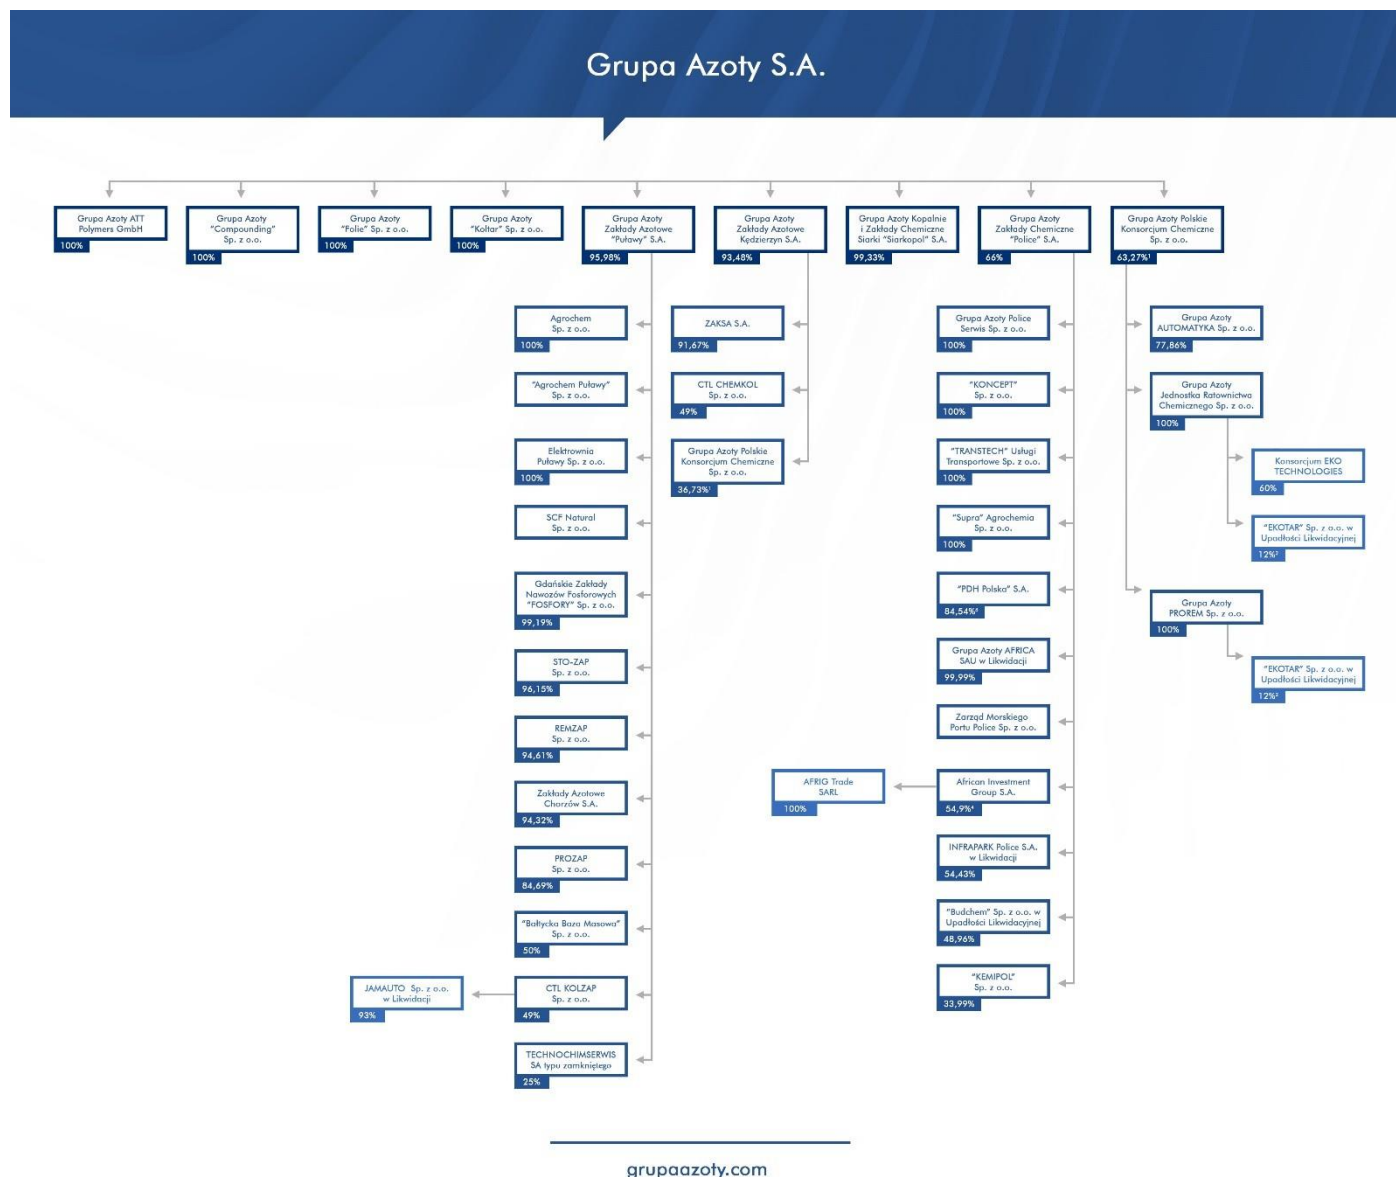 Grupa Azoty S.A.
Grupa Azoty ATT
Polymers GmbH
100%
Grupa Azoty
"Compounding"
Sp. z o.o.
100%
Grupa Azoty
"Folie" Sp. z o.o.
100%
Grupa Azoty
"Koltar" Sp. z o.o.
100%
Grupa Azoty
Zakłady Azotowe
"Puławy" S.A.
95,98%
Grupa Azoty
Zakłady Azotowe
Kędzierzyn S.A.
93,48%
Grupa Azoty Kopalnie
i Zakłady Chemiczne
Siarki "Siarkopol" S.A.
99,33%
Grupa Azoty
Zakłady Chemiczne
"Police" S.A.
66%
Grupa Azoty Polskie
Konsorcjum Chemiczne
Sp. z o.o.
63,27%¹
Agrochem
Sp. z o.o.
100%
"Agrochem Puławy"
Sp. z o.o.
Elektrownia
Puławy Sp. z o.o.
100%
SCF Natural
Sp. z o.o.
Gdańskie Zakłady
Nawozów Fosforowych
"FOSFORY" Sp. z o.o.
99,19%
STO-ZAP
Sp. z o.o.
96,15%
REMZAP
Sp. z o.o.
94,61%
Zakłady Azotowe
Chorzów S.A.
94,32%
PROZAP
Sp. z o.o.
84,69%
"Bałtycka Baza Masowa"
Sp. z o.o.
50%
CTL KOLZAP
Sp. z o.o.
49%
JAMAUTO Sp. z o.o.
w Likwidacji
93%
TECHNOCHIMSERWIS
SA typu zamkniętego
25%
ZAKSA S.A.
91,67%
CTL CHEMKOL
Sp. z o.o.
49%
Grupa Azoty Polskie
Konsorcjum Chemiczne
Sp. z o.o.
36,73%¹
Grupa Azoty Police
Serwis Sp. z o.o.
100%
"KONCEPT"
Sp. z o.o.
100%
"TRANSTECH" Usługi
Transportowe Sp. z o.o.
100%
"Supra" Agrochemia
Sp. z o.o.
100%
"PDH Polska" S.A.
84,54%
Grupa Azoty AFRICA
SAU w Likwidacji
99,99%
Zarząd Morskiego
Portu Police Sp. z o.o.
African Investment
Group S.A.
54,9%
AFRIG Trade
SARL
100%
INFRAPARK Police S.A.
w Likwidacji
54,43%
"Budchem" Sp. z o.o. w
Upadłości Likwidacyjnej
48,96%
"KEMIPOL"
Sp. z o.o.
33,99%
Grupa Azoty
AUTOMATYKA Sp. z o.o.
77,86%
Grupa Azoty
Jednostka Ratownictwa
Chemicznego Sp. z o.o.
100%
Konsorcjum EKO
TECHNOLOGIES
60%
"EKOTAR" Sp. z o.o. w
Upadłości Likwidacyjnej
12%
Grupa Azoty
PROREM Sp. z o.o.
100%
"EKOTAR" Sp. z o.o. w
Upadłości Likwidacyjnej
12%
grupaazoty.com